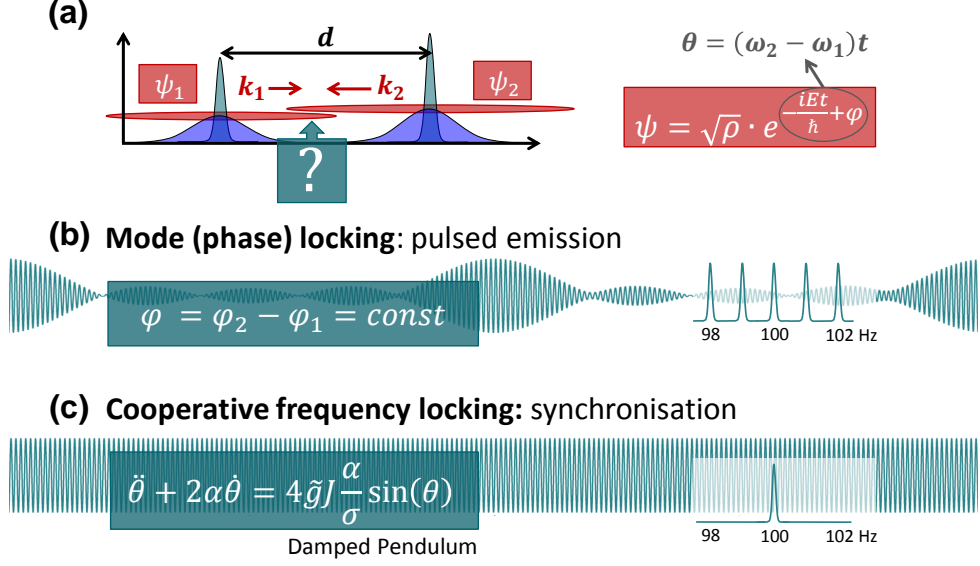 (a)
d
θ = (ω₂ − ω₁)t
ψ₁
k₁
k₂
ψ₂
ψ = √ρ · e^(−iEt/ħ+φ)
?
(b) Mode (phase) locking: pulsed emission
φ = φ₂ − φ₁ = const
98 100 102 Hz
(c) Cooperative frequency locking: synchronisation
θ̈ + 2αθ̇ = 4g̃J α/σ sin(θ)
98 100 102 Hz
Damped Pendulum